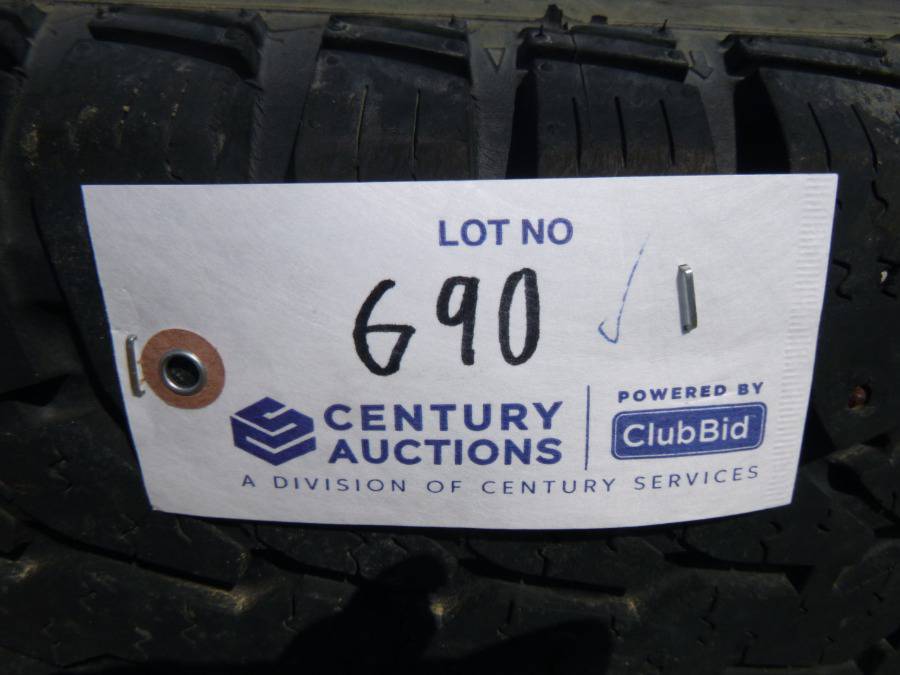 LOT NO
690
CENTURY
AUCTIONS
POWERED BY
ClubBid
A DIVISION OF CENTURY SERVICES